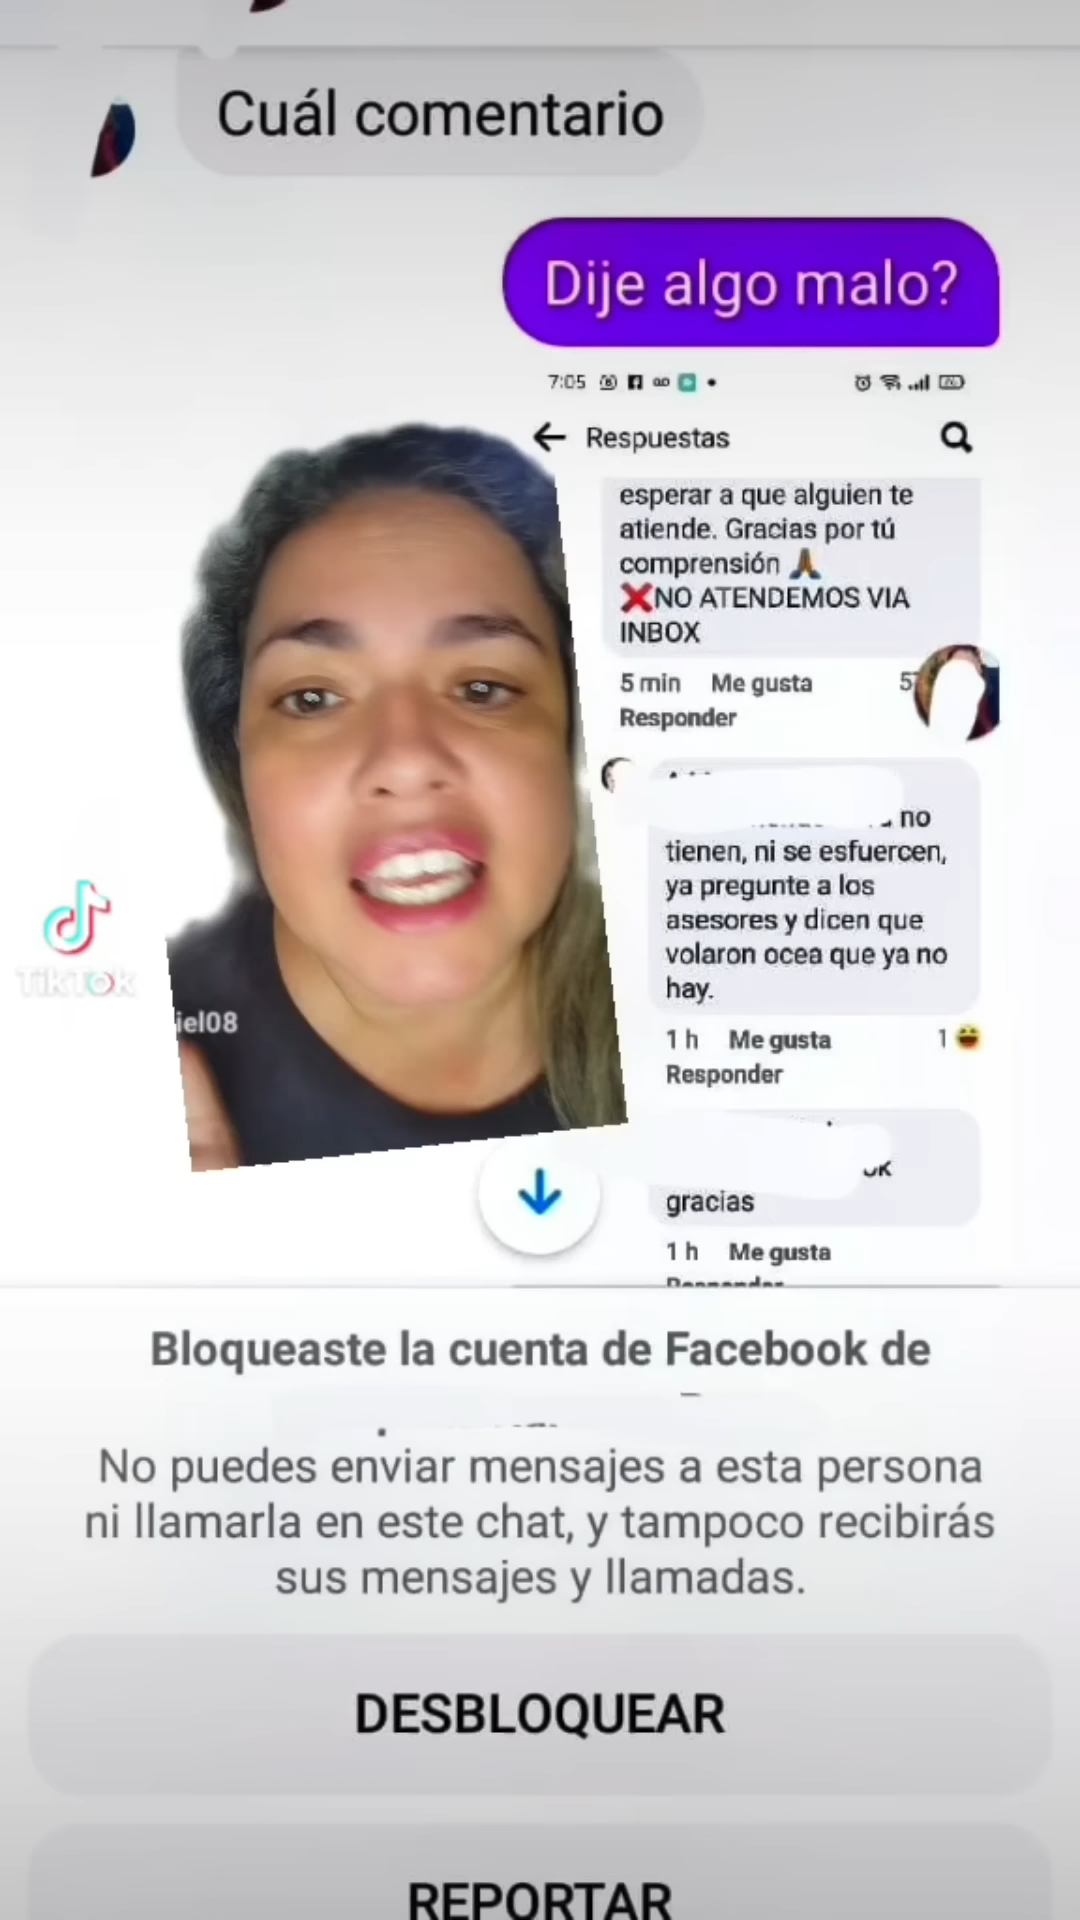 Cuál comentario
Dije algo malo?
7:05
Respuestas
esperar a que alguien te
atiende. Gracias por tú
comprensión 🙏🏾
❌NO ATENDEMOS VIA
INBOX
5 min Me gusta
Responder
no
tienen, ni se esfuercen,
ya pregunte a los
asesores y dicen que
volaron ocea que ya no
hay.
1 h Me gusta 1 😆
Responder
gracias
1 h Me gusta
Responder
TikTok
iel08
Bloqueaste la cuenta de Facebook de
No puedes enviar mensajes a esta persona
ni llamarla en este chat, y tampoco recibirás
sus mensajes y llamadas.
DESBLOQUEAR
REPORTAR